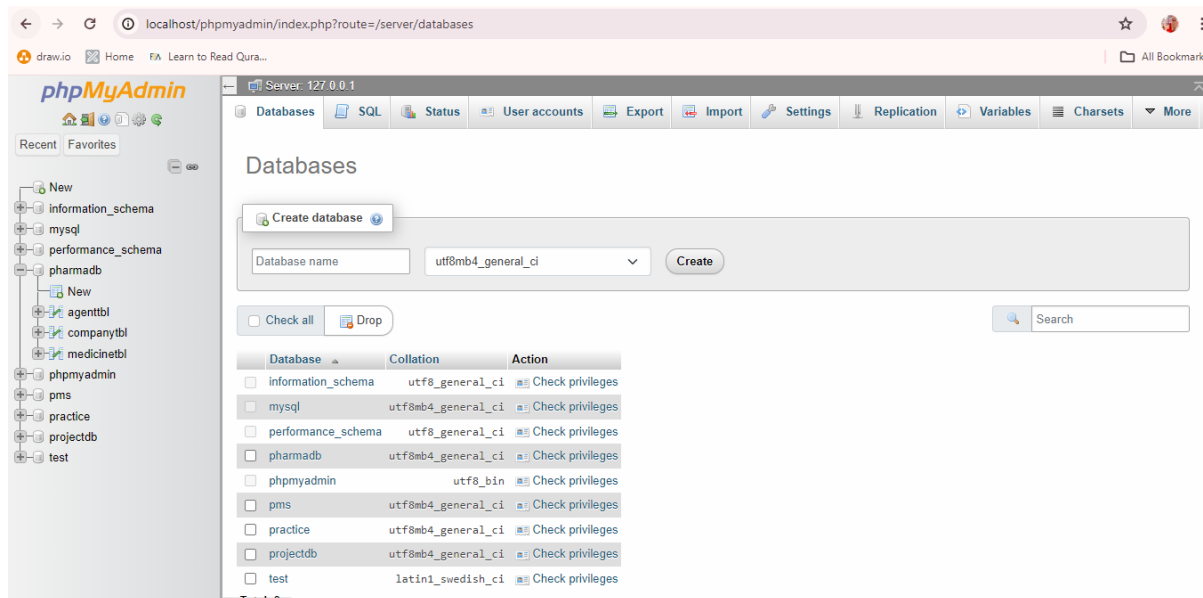 localhost/phpmyadmin/index.php?route=/server/databases
draw.io Home Learn to Read Qura...
All Bookmark
phpMyAdmin
Recent Favorites
New
information_schema
mysql
performance_schema
pharmadb
New
agenttbl
companytbl
medicinetbl
phpmyadmin
pms
practice
projectdb
test
Server: 127.0.0.1
Databases SQL Status User accounts Export Import Settings Replication Variables Charsets More
Databases
Create database
Database name utf8mb4_general_ci Create
Check all Drop Search
Database Collation Action
information_schema utf8_general_ci Check privileges
mysql utf8mb4_general_ci Check privileges
performance_schema utf8_general_ci Check privileges
pharmadb utf8mb4_general_ci Check privileges
phpmyadmin utf8_bin Check privileges
pms utf8mb4_general_ci Check privileges
practice utf8mb4_general_ci Check privileges
projectdb utf8mb4_general_ci Check privileges
test latin1_swedish_ci Check privileges